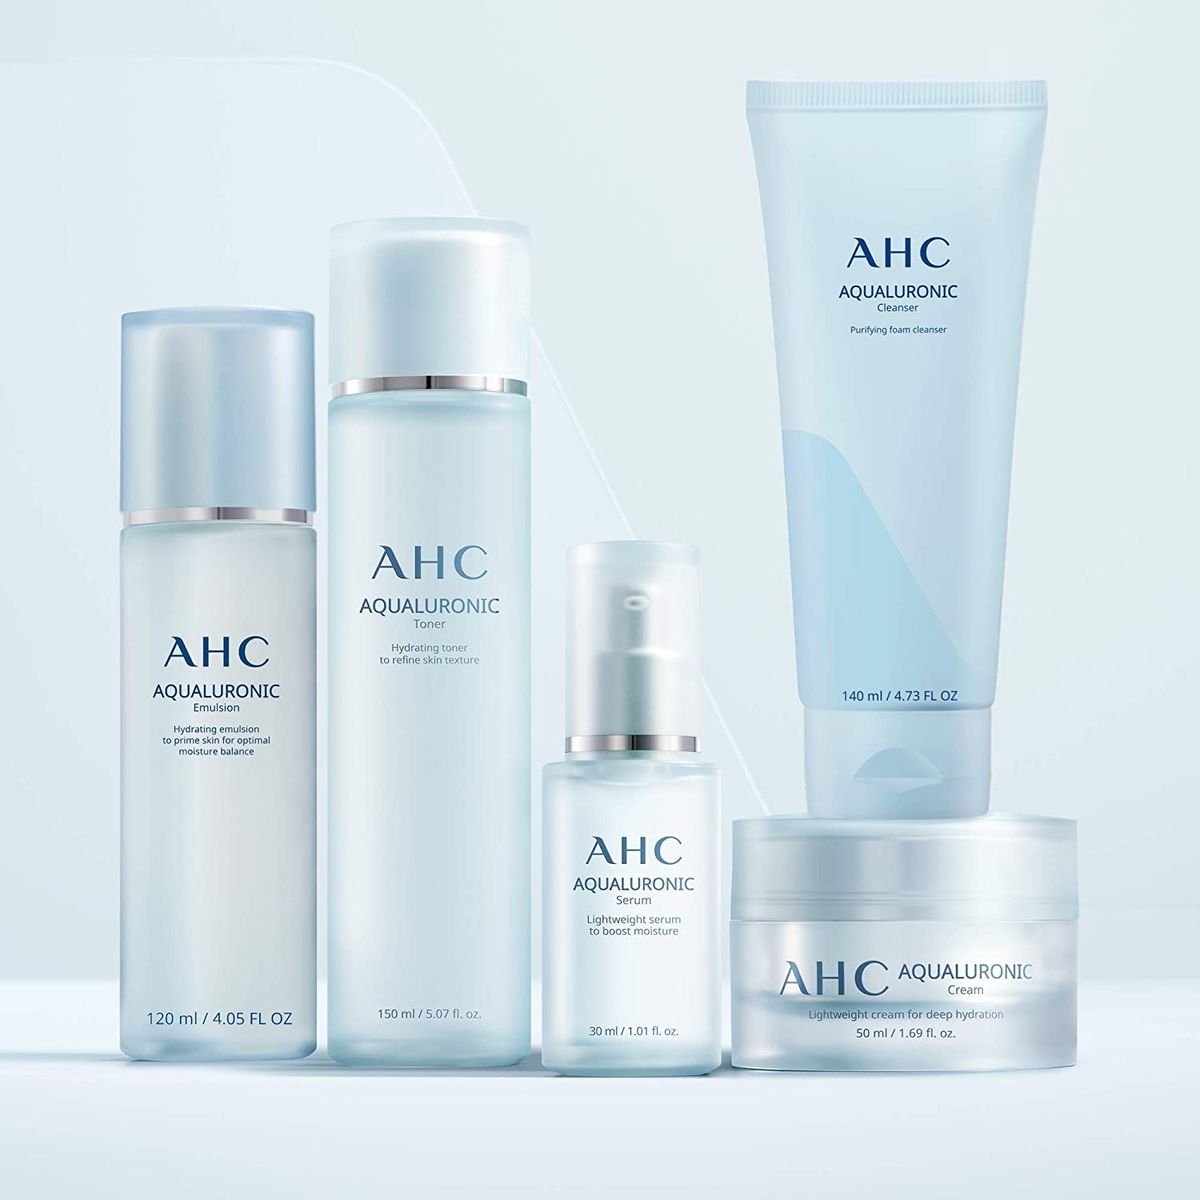 AHC
AQUALURONIC
Emulsion
Hydrating emulsion
to prime skin for optimal
moisture balance
120 ml / 4.05 FL OZ
AHC
AQUALURONIC
Toner
Hydrating toner
to refine skin texture
150 ml / 5.07 fl. oz.
AHC
AQUALURONIC
Serum
Lightweight serum
to boost moisture
30 ml / 1.01 fl. oz.
AHC
AQUALURONIC
Cleanser
Purifying foam cleanser
140 ml / 4.73 FL OZ
AHC AQUALURONIC
Cream
Lightweight cream for deep hydration
50 ml / 1.69 fl. oz.